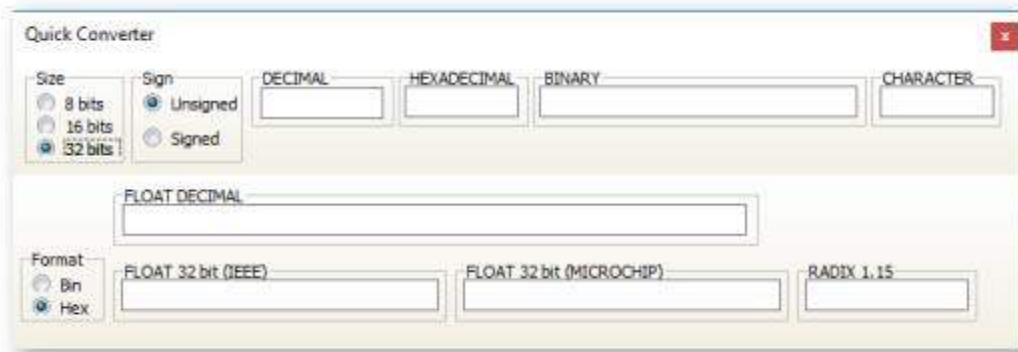 Quick Converter
x
Size
8 bits
16 bits
32 bits
Sign
Unsigned
Signed
DECIMAL
HEXADECIMAL
BINARY
CHARACTER
FLOAT DECIMAL
Format
Bin
Hex
FLOAT 32 bit (IEEE)
FLOAT 32 bit (MICROCHIP)
RADIX 1.15